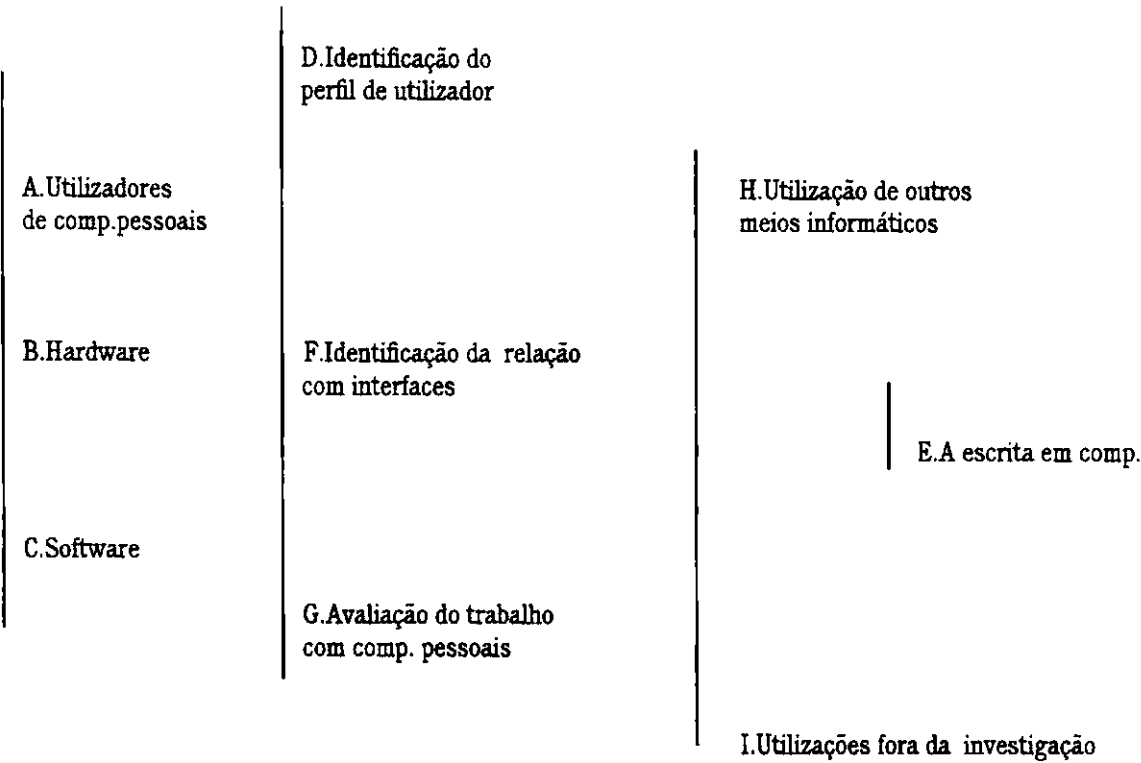 D.Identificação do
perfil de utilizador
A.Utilizadores
de comp.pessoais
H.Utilização de outros
meios informáticos
B.Hardware
F.Identificação da relação
com interfaces
E.A escrita em comp.
C.Software
G.Avaliação do trabalho
com comp. pessoais
I.Utilizações fora da investigação